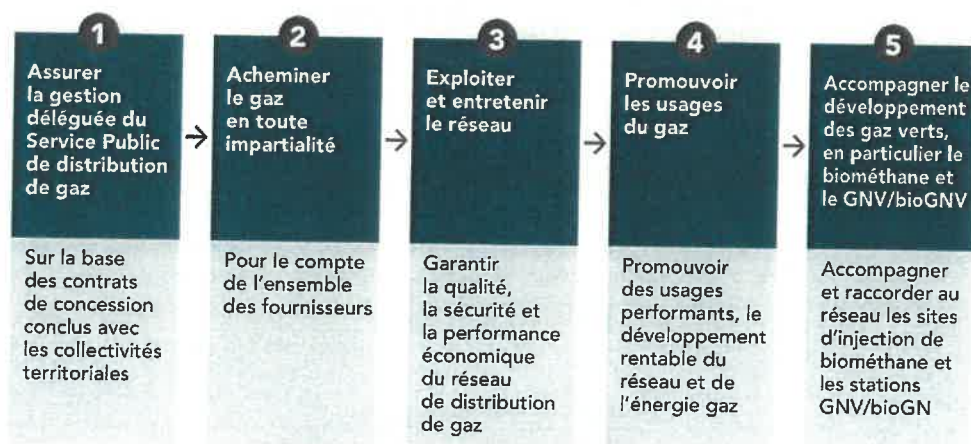 1
Assurer
la gestion
déléguée du
Service Public
de distribution
de gaz
Sur la base
des contrats
de concession
conclus avec
les collectivités
territoriales
→
2
Acheminer
le gaz
en toute
impartialité
Pour le compte
de l'ensemble
des fournisseurs
→
3
Exploiter
et entretenir
le réseau
Garantir
la qualité,
la sécurité et
la performance
économique
du réseau
de distribution
de gaz
→
4
Promouvoir
les usages
du gaz
Promouvoir
des usages
performants, le
développement
rentable du
réseau et de
l'énergie gaz
→
5
Accompagner le
développement
des gaz verts,
en particulier le
biométhane et
le GNV/bioGNV
Accompagner
et raccorder au
réseau les sites
d'injection de
biométhane et
les stations
GNV/bioGN